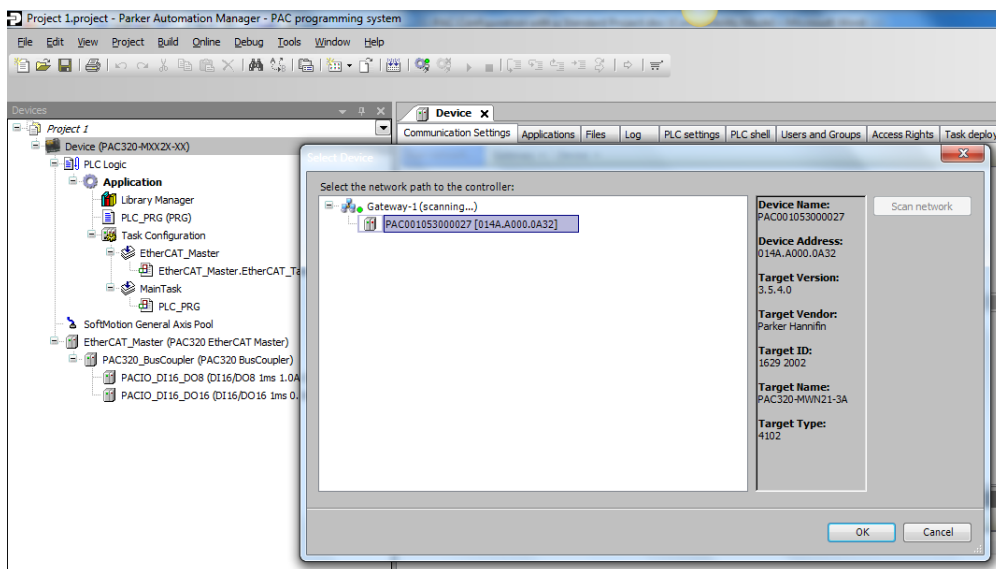 Project 1.project - Parker Automation Manager - PAC programming system
File Edit View Project Build Online Debug Tools Window Help
Devices
Device X
Project 1
Communication Settings Applications Files Log PLC settings PLC shell Users and Groups Access Rights Task deploy
Device (PAC320-MXX2X-XX)
PLC Logic
Application
Library Manager
PLC_PRG (PRG)
Task Configuration
EtherCAT_Master
EtherCAT_Master.EtherCAT_Ta
MainTask
PLC_PRG
SoftMotion General Axis Pool
EtherCAT_Master (PAC320 EtherCAT Master)
PAC320_BusCoupler (PAC320 BusCoupler)
PACIO_DI16_DO8 (DI16/DO8 1ms 1.0A
PACIO_DI16_DO16 (DI16/DO16 1ms 0.
Select Device
Select the network path to the controller:
Gateway-1 (scanning...)
PAC001053000027 [014A.A000.0A32]
Device Name:
PAC001053000027
Device Address:
014A.A000.0A32
Target Version:
3.5.4.0
Target Vendor:
Parker Hannifin
Target ID:
1629 2002
Target Name:
PAC320-MWN21-3A
Target Type:
4102
Scan network
OK Cancel